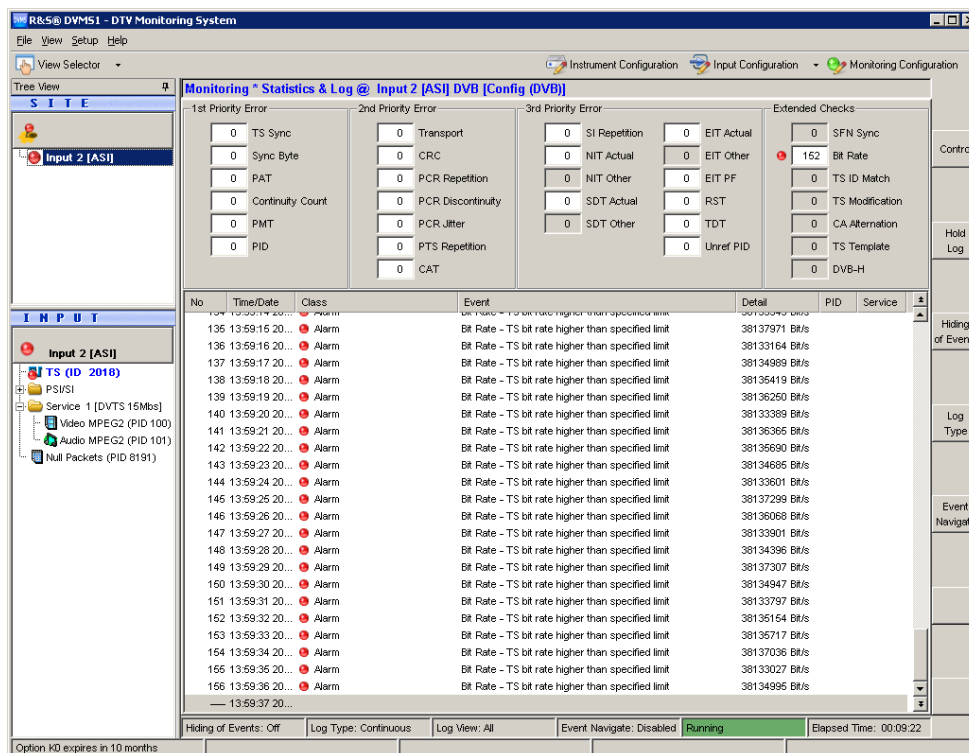 R&S® DVMS1 - DTV Monitoring System
File View Setup Help
View Selector
Instrument Configuration Input Configuration Monitoring Configuration
Tree View
SITE
Input 2 [ASI]
INPUT
Input 2 [ASI]
TS (ID 2018)
PSI/SI
Service 1 [DVTS 15Mbs]
Video MPEG2 (PID 100)
Audio MPEG2 (PID 101)
Null Packets (PID 8191)
Monitoring * Statistics & Log @ Input 2 [ASI] DVB [Config (DVB)]
1st Priority Error
0 TS Sync
0 Sync Byte
0 PAT
0 Continuity Count
0 PMT
0 PID
2nd Priority Error
0 Transport
0 CRC
0 PCR Repetition
0 PCR Discontinuity
0 PCR Jitter
0 PTS Repetition
0 CAT
3rd Priority Error
0 SI Repetition
0 NIT Actual
0 NIT Other
0 SDT Actual
0 SDT Other
0 EIT Actual
0 EIT Other
0 EIT PF
0 RST
0 TDT
0 Unref PID
Extended Checks
0 SFN Sync
152 Bit Rate
0 TS ID Match
0 TS Modification
0 CA Alternation
0 TS Template
0 DVB-H
No Time/Date Class Event Detail PID Service
135 13:59:15 20... Alarm Bit Rate - TS bit rate higher than specified limit 38137971 Bit/s
136 13:59:16 20... Alarm Bit Rate - TS bit rate higher than specified limit 38133164 Bit/s
137 13:59:17 20... Alarm Bit Rate - TS bit rate higher than specified limit 38134989 Bit/s
138 13:59:18 20... Alarm Bit Rate - TS bit rate higher than specified limit 38135419 Bit/s
139 13:59:19 20... Alarm Bit Rate - TS bit rate higher than specified limit 38136250 Bit/s
140 13:59:20 20... Alarm Bit Rate - TS bit rate higher than specified limit 38133389 Bit/s
141 13:59:21 20... Alarm Bit Rate - TS bit rate higher than specified limit 38136365 Bit/s
142 13:59:22 20... Alarm Bit Rate - TS bit rate higher than specified limit 38135690 Bit/s
143 13:59:23 20... Alarm Bit Rate - TS bit rate higher than specified limit 38134685 Bit/s
144 13:59:24 20... Alarm Bit Rate - TS bit rate higher than specified limit 38133601 Bit/s
145 13:59:25 20... Alarm Bit Rate - TS bit rate higher than specified limit 38137299 Bit/s
146 13:59:26 20... Alarm Bit Rate - TS bit rate higher than specified limit 38136068 Bit/s
147 13:59:27 20... Alarm Bit Rate - TS bit rate higher than specified limit 38133901 Bit/s
148 13:59:28 20... Alarm Bit Rate - TS bit rate higher than specified limit 38134396 Bit/s
149 13:59:29 20... Alarm Bit Rate - TS bit rate higher than specified limit 38137307 Bit/s
150 13:59:30 20... Alarm Bit Rate - TS bit rate higher than specified limit 38134947 Bit/s
151 13:59:31 20... Alarm Bit Rate - TS bit rate higher than specified limit 38133797 Bit/s
152 13:59:32 20... Alarm Bit Rate - TS bit rate higher than specified limit 38135154 Bit/s
153 13:59:33 20... Alarm Bit Rate - TS bit rate higher than specified limit 38135717 Bit/s
154 13:59:34 20... Alarm Bit Rate - TS bit rate higher than specified limit 38137036 Bit/s
155 13:59:35 20... Alarm Bit Rate - TS bit rate higher than specified limit 38133027 Bit/s
156 13:59:36 20... Alarm Bit Rate - TS bit rate higher than specified limit 38134995 Bit/s
— 13:59:37 20...
Hiding of Events: Off Log Type: Continuous Log View: All Event Navigate: Disabled Running Elapsed Time: 00:09:22
Contro
Hold
Log
Hiding
of Even
Log
Type
Event
Navigat
Option K0 expires in 10 months